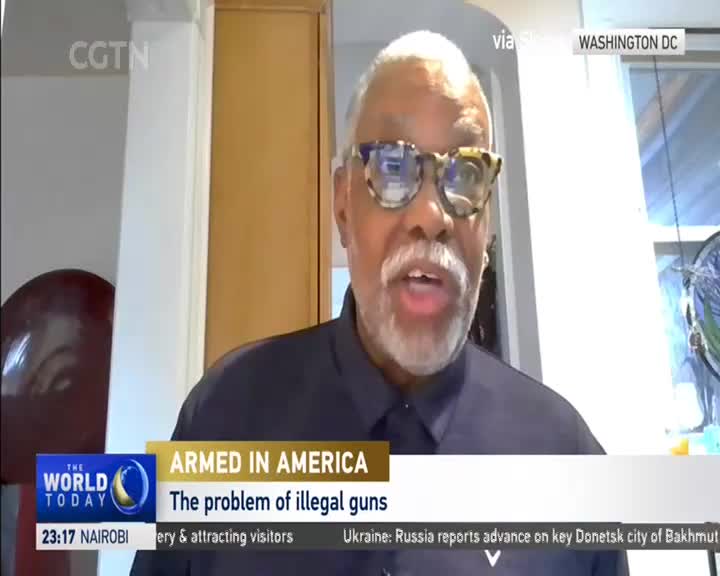 CGTN
via
WASHINGTON DC
ARMED IN AMERICA
THE WORLD TODAY
The problem of illegal guns
23:17 NAIROBI
ery & attracting visitors
Ukraine: Russia reports advance on key Donetsk city of Bakhmut